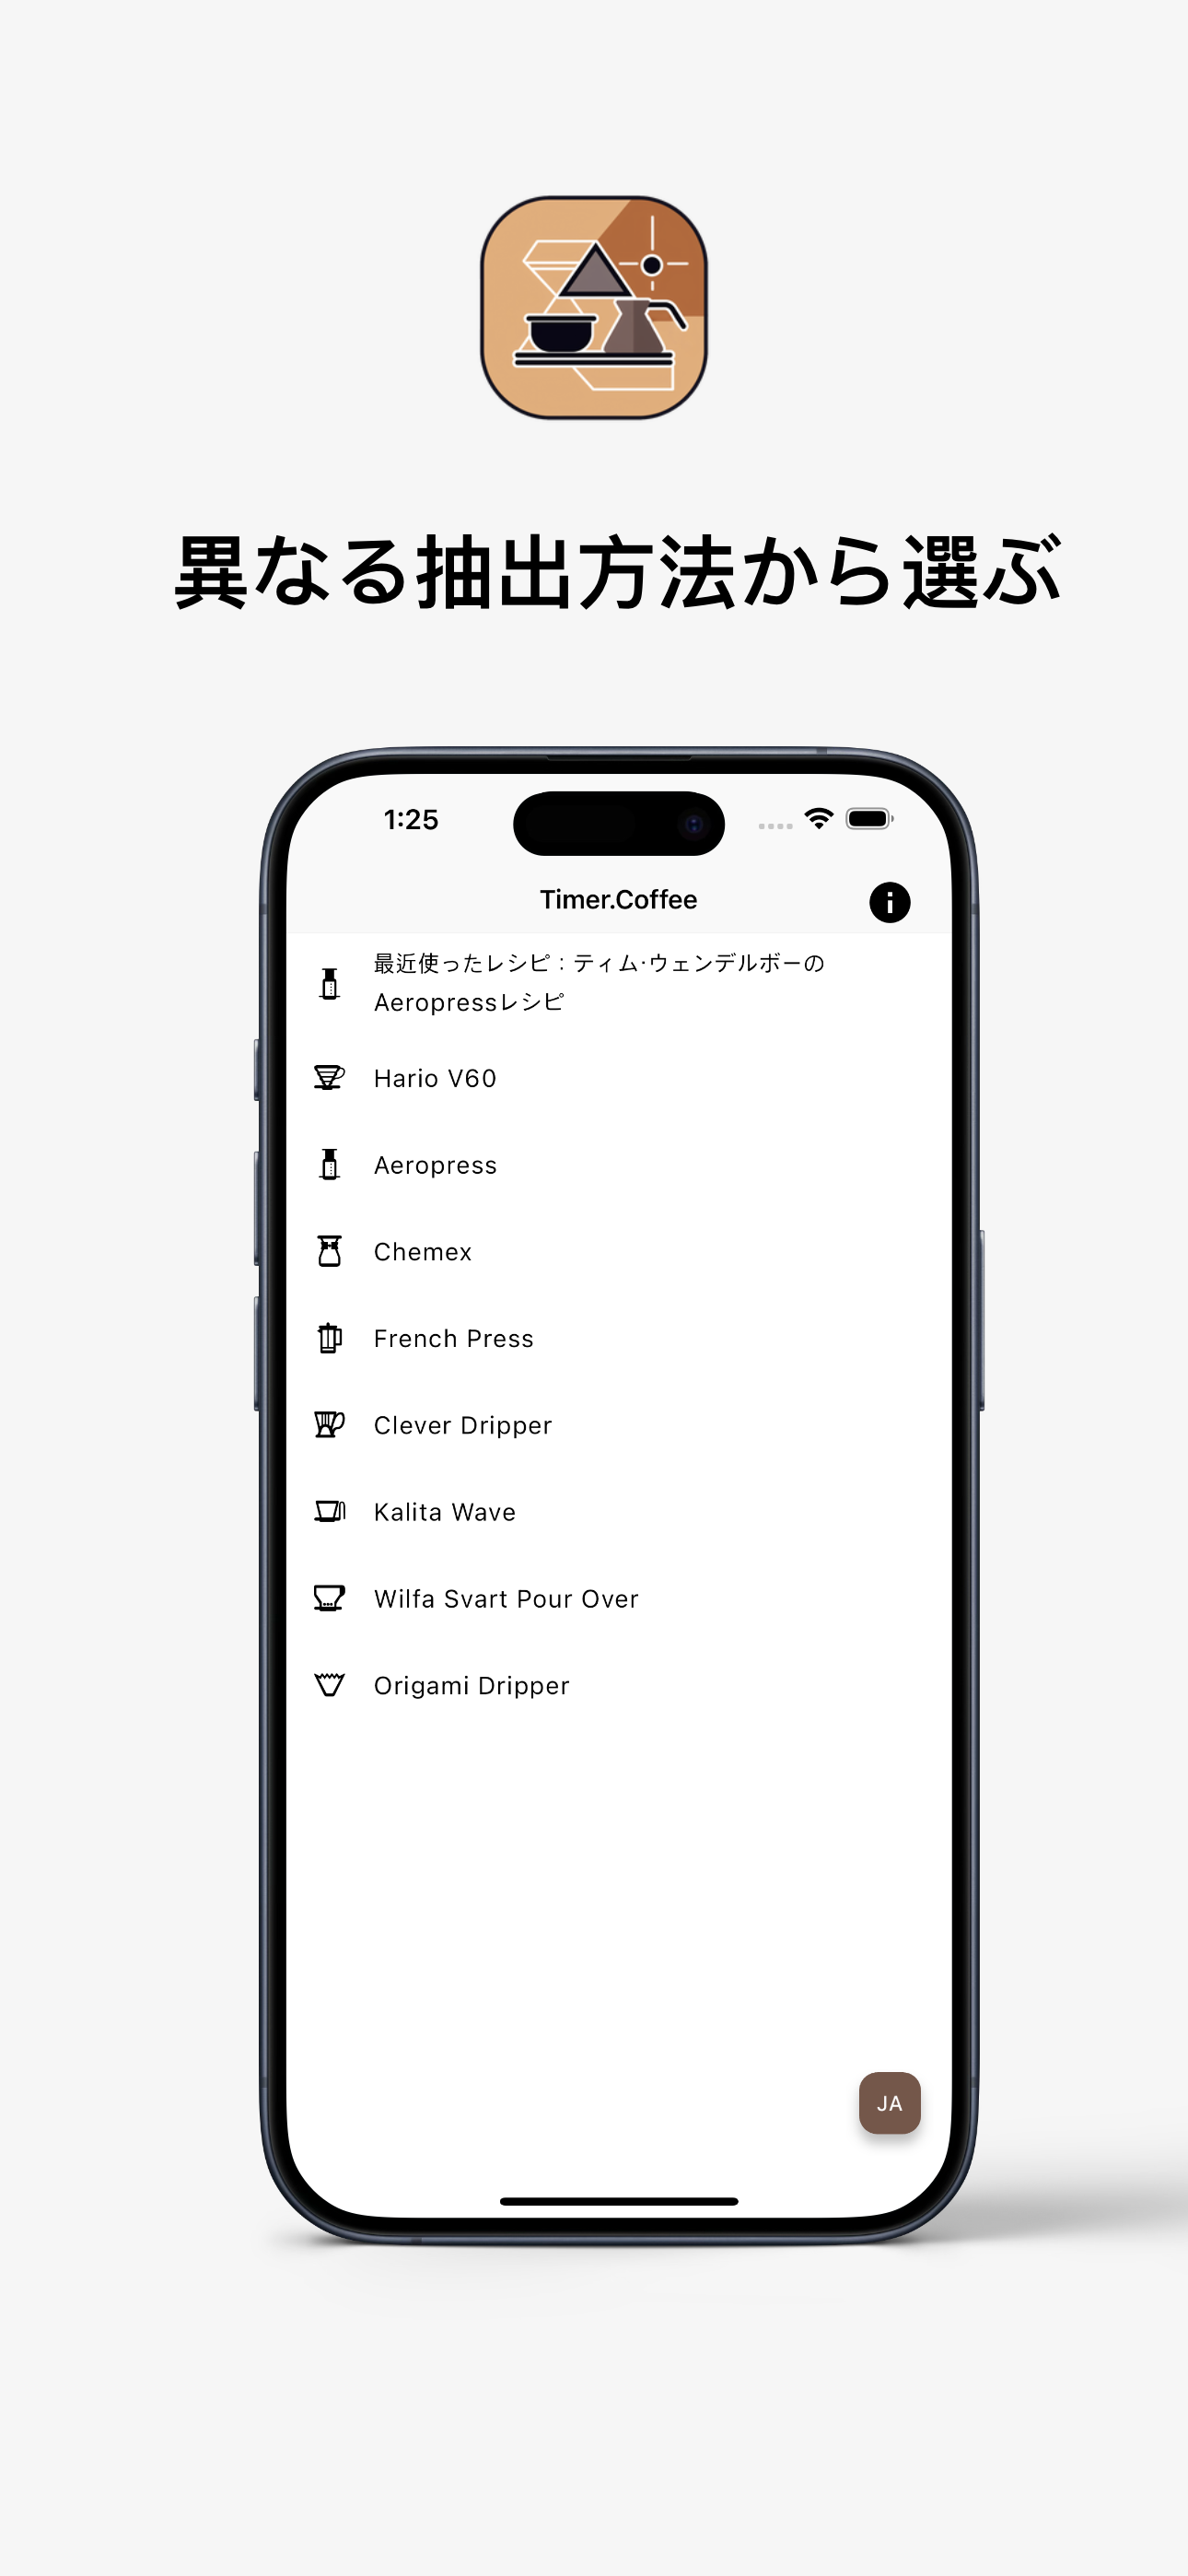 異なる抽出方法から選ぶ
1:25
Timer.Coffee
最近使ったレシピ：ティム·ウェンデルボーの
Aeropressレシピ
Hario V60
Aeropress
Chemex
French Press
Clever Dripper
Kalita Wave
Wilfa Svart Pour Over
Origami Dripper
JA